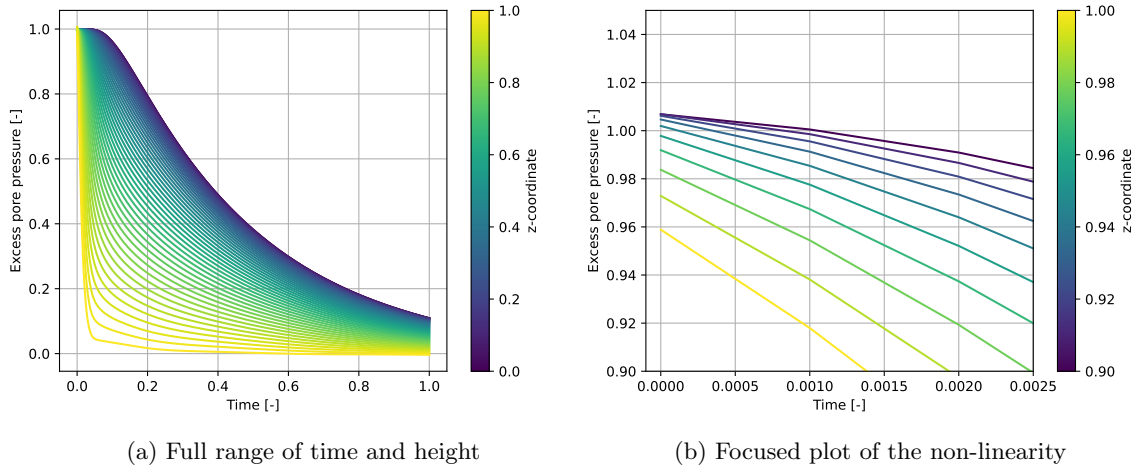 1.0
0.8
0.6
0.4
0.2
0.0
Excess pore pressure [-]
0.0 0.2 0.4 0.6 0.8 1.0
Time [-]
1.0
0.8
0.6
0.4
0.2
0.0
z-coordinate
(a) Full range of time and height
1.04
1.02
1.00
0.98
0.96
0.94
0.92
0.90
Excess pore pressure [-]
0.0000 0.0005 0.0010 0.0015 0.0020 0.0025
Time [-]
1.00
0.98
0.96
0.94
0.92
0.90
z-coordinate
(b) Focused plot of the non-linearity